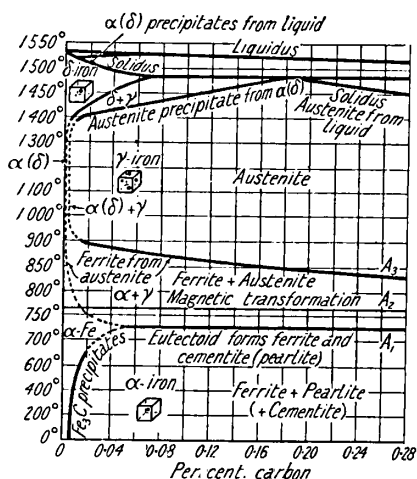 α(δ) precipitates from liquid
Liquidus
Solidus
δ-iron
δ+γ
Austenite precipitate from α(δ)
Solidus
Austenite from
liquid
γ-iron
Austenite
α(δ)
α(δ)+γ
Ferrite from
austenite
Ferrite + Austenite
α+γ
Magnetic transformation
A₃
A₂
A₁
α-Fe
Eutectoid forms ferrite and
cementite (pearlite)
Fe₃C precipitates
α-iron
Ferrite + Pearlite
(+Cementite)
1550°
1500°
1450°
1400°
1300°
1200°
1100°
1000°
900°
850°
800°
750°
700°
600°
400°
200°
0°
0 0·04 0·08 0·12 0·16 0·20 0·24 0·28
Per. cent. carbon